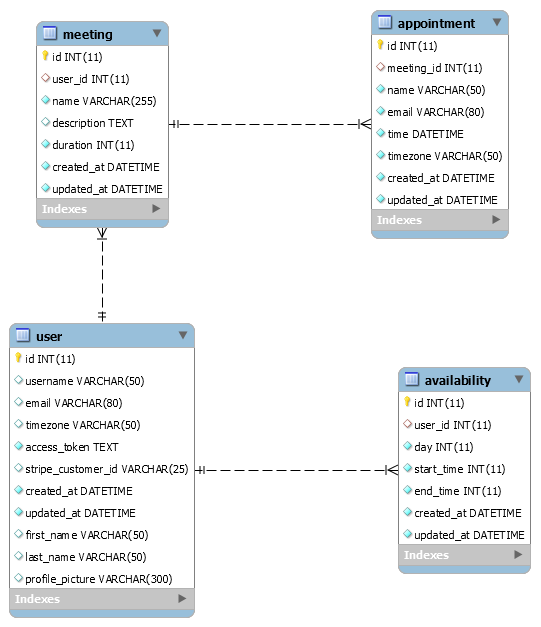 meeting
id INT(11)
user_id INT(11)
name VARCHAR(255)
description TEXT
duration INT(11)
created_at DATETIME
updated_at DATETIME
Indexes
appointment
id INT(11)
meeting_id INT(11)
name VARCHAR(50)
email VARCHAR(80)
time DATETIME
timezone VARCHAR(50)
created_at DATETIME
updated_at DATETIME
Indexes
user
id INT(11)
username VARCHAR(50)
email VARCHAR(80)
timezone VARCHAR(50)
access_token TEXT
stripe_customer_id VARCHAR(25)
created_at DATETIME
updated_at DATETIME
first_name VARCHAR(50)
last_name VARCHAR(50)
profile_picture VARCHAR(300)
Indexes
availability
id INT(11)
user_id INT(11)
day INT(11)
start_time INT(11)
end_time INT(11)
created_at DATETIME
updated_at DATETIME
Indexes